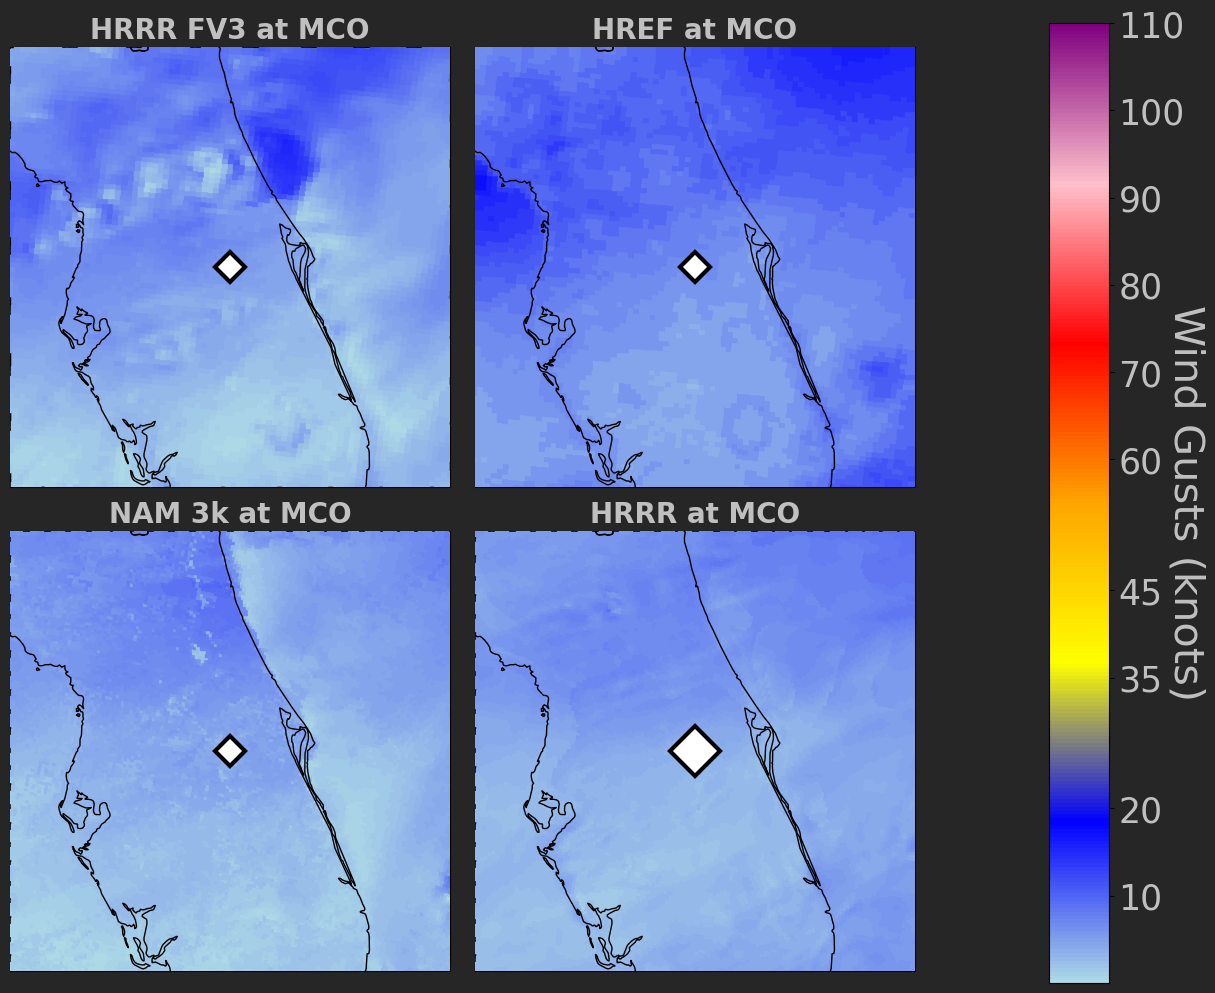 HRRR FV3 at MCO
HREF at MCO
NAM 3k at MCO
HRRR at MCO
110
100
90
80
70
60
45
35
20
10
Wind Gusts (knots)